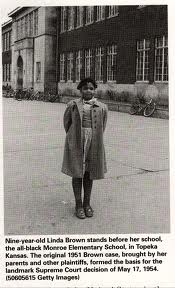 Nine-year-old Linda Brown stands before her school,
the all-black Monroe Elementary School, in Topeka
Kansas. The original 1951 Brown case, brought by her
parents and other plaintiffs, formed the basis for the
landmark Supreme Court decision of May 17, 1954.
(50605615 Getty Images)